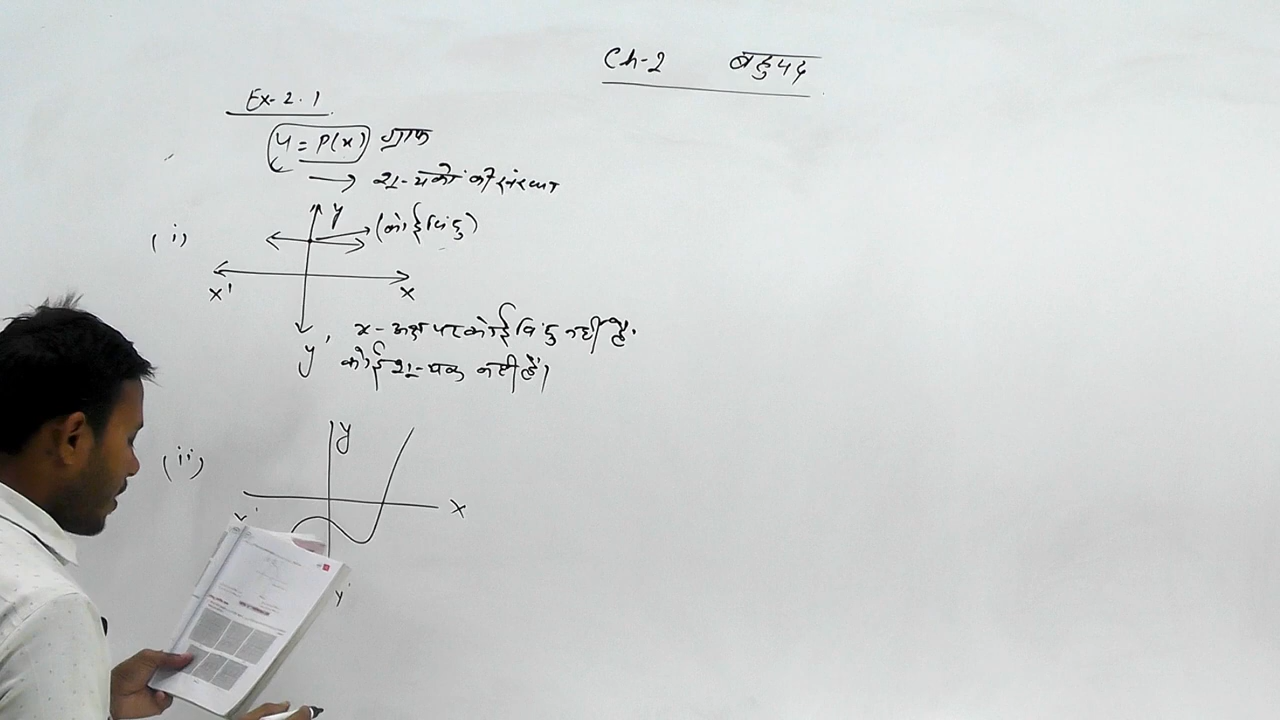 Ch-2 बहुपद
Ex-2.1
y = P(x) ग्राफ
→ शून्यकों की संख्या
(i)
y
(कोई बिंदु)
x' x
y'
x-अक्ष पर कोई बिंदु नहीं है.
कोई शून्यक नहीं है।
(ii)
y
x' x
y'